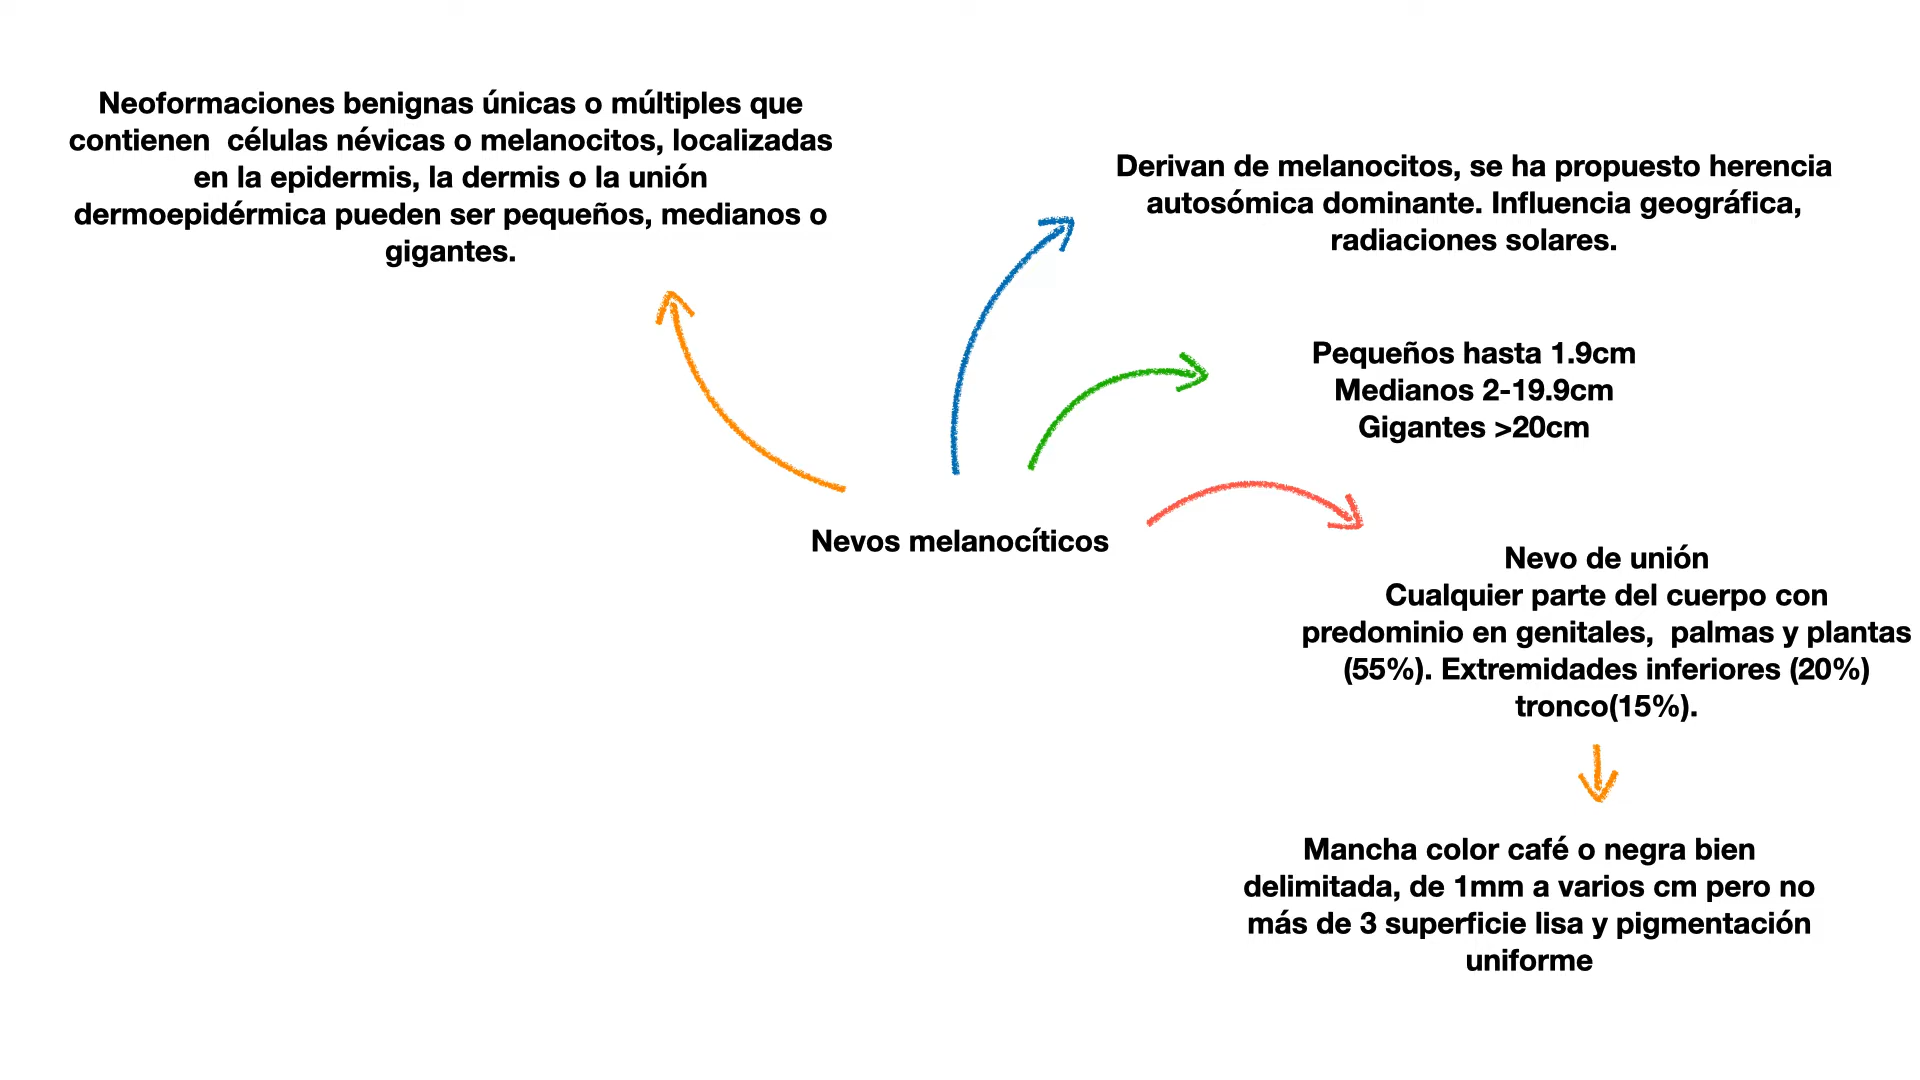 Neoformaciones benignas únicas o múltiples que
contienen  células névicas o melanocitos, localizadas
en la epidermis, la dermis o la unión
dermoepidérmica pueden ser pequeños, medianos o
gigantes.
Derivan de melanocitos, se ha propuesto herencia
autosómica dominante. Influencia geográfica,
radiaciones solares.
Pequeños hasta 1.9cm
Medianos 2-19.9cm
Gigantes >20cm
Nevos melanocíticos
Nevo de unión
Cualquier parte del cuerpo con
predominio en genitales,  palmas y plantas
(55%). Extremidades inferiores (20%)
tronco(15%).
Mancha color café o negra bien
delimitada, de 1mm a varios cm pero no
más de 3 superficie lisa y pigmentación
uniforme